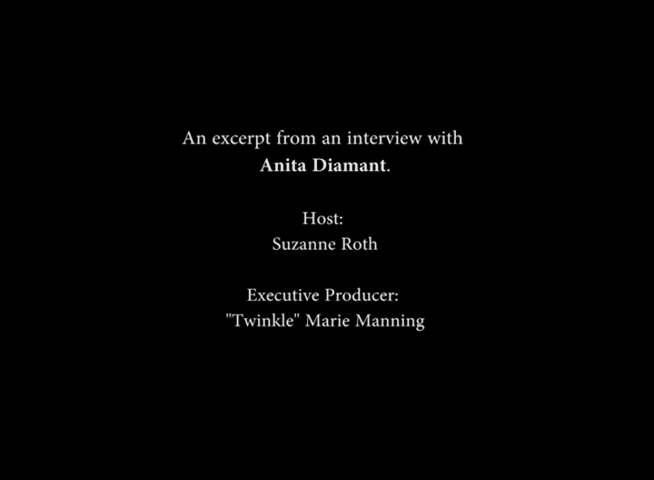 An excerpt from an interview with
Anita Diamant.
Host:
Suzanne Roth
Executive Producer:
"Twinkle" Marie Manning